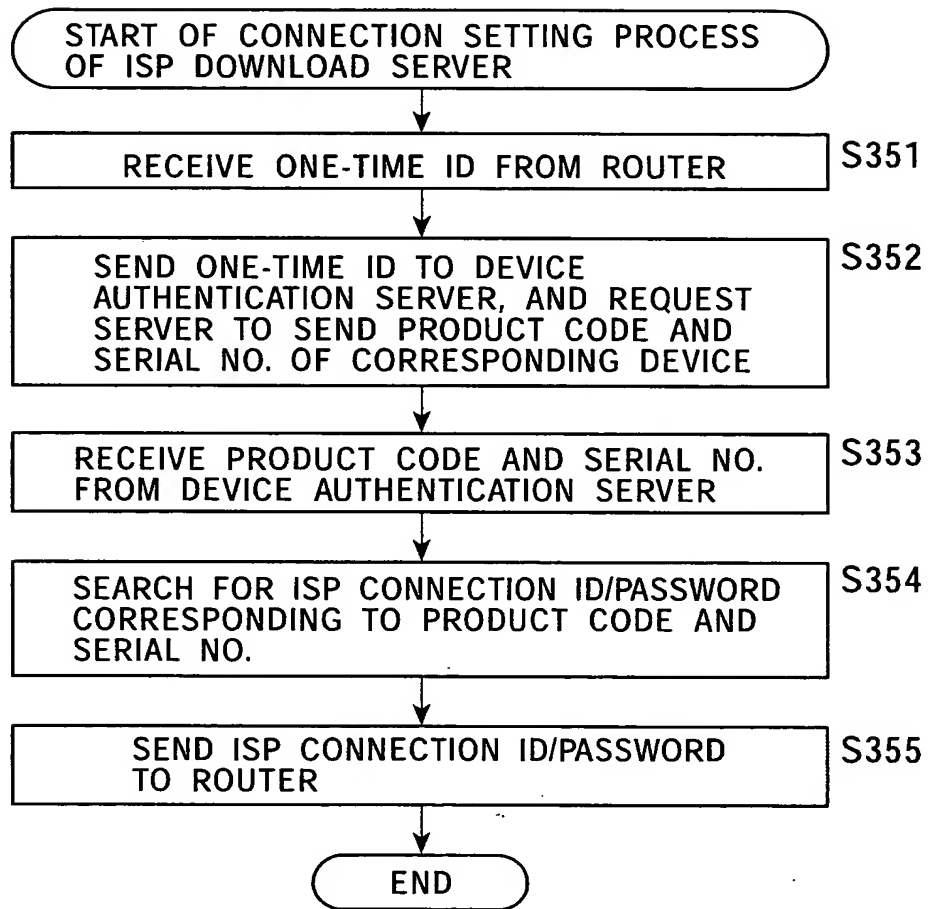 START OF CONNECTION SETTING PROCESS
OF ISP DOWNLOAD SERVER
RECEIVE ONE-TIME ID FROM ROUTER
S351
SEND ONE-TIME ID TO DEVICE
AUTHENTICATION SERVER, AND REQUEST
SERVER TO SEND PRODUCT CODE AND
SERIAL NO. OF CORRESPONDING DEVICE
S352
RECEIVE PRODUCT CODE AND SERIAL NO.
FROM DEVICE AUTHENTICATION SERVER
S353
SEARCH FOR ISP CONNECTION ID/PASSWORD
CORRESPONDING TO PRODUCT CODE AND
SERIAL NO.
S354
SEND ISP CONNECTION ID/PASSWORD
TO ROUTER
S355
END